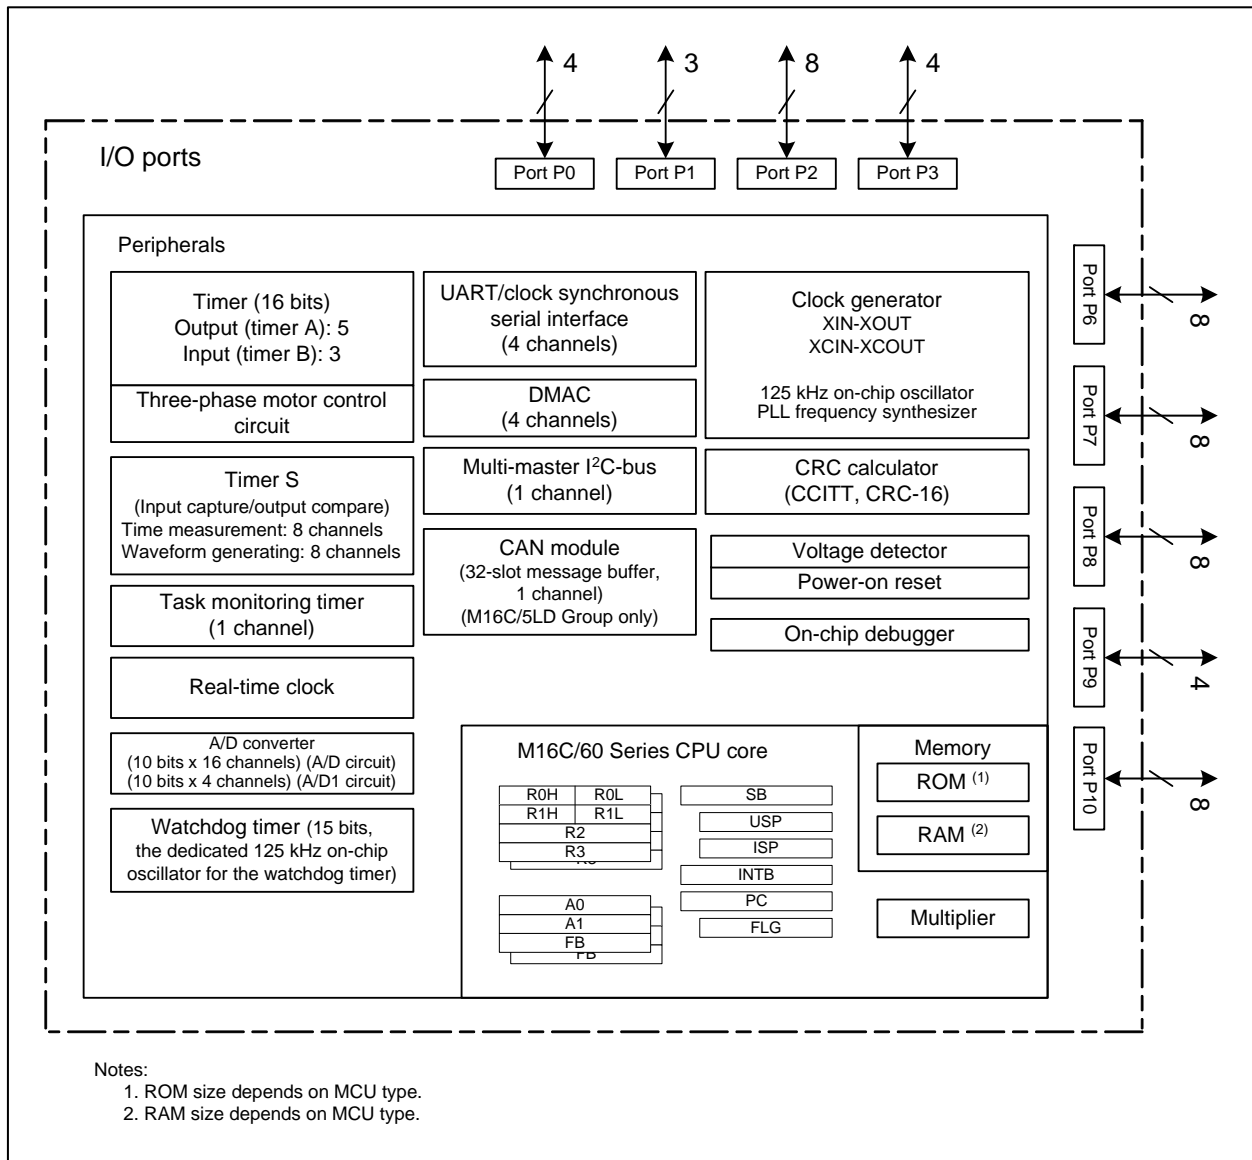 4
3
8
4
I/O ports
Port P0
Port P1
Port P2
Port P3
Peripherals
Timer (16 bits)
Output (timer A): 5
Input (timer B): 3
Three-phase motor control
circuit
Timer S
(Input capture/output compare)
Time measurement: 8 channels
Waveform generating: 8 channels
Task monitoring timer
(1 channel)
Real-time clock
A/D converter
(10 bits x 16 channels) (A/D circuit)
(10 bits x 4 channels) (A/D1 circuit)
Watchdog timer (15 bits,
the dedicated 125 kHz on-chip
oscillator for the watchdog timer)
UART/clock synchronous
serial interface
(4 channels)
DMAC
(4 channels)
Multi-master I²C-bus
(1 channel)
CAN module
(32-slot message buffer,
1 channel)
(M16C/5LD Group only)
Clock generator
XIN-XOUT
XCIN-XCOUT
125 kHz on-chip oscillator
PLL frequency synthesizer
CRC calculator
(CCITT, CRC-16)
Voltage detector
Power-on reset
On-chip debugger
M16C/60 Series CPU core
R0H
R0L
R1H
R1L
R2
R3
A0
A1
FB
FB
SB
USP
ISP
INTB
PC
FLG
Memory
ROM (1)
RAM (2)
Multiplier
Port P6
8
Port P7
8
Port P8
8
Port P9
4
Port P10
8
Notes:
1. ROM size depends on MCU type.
2. RAM size depends on MCU type.